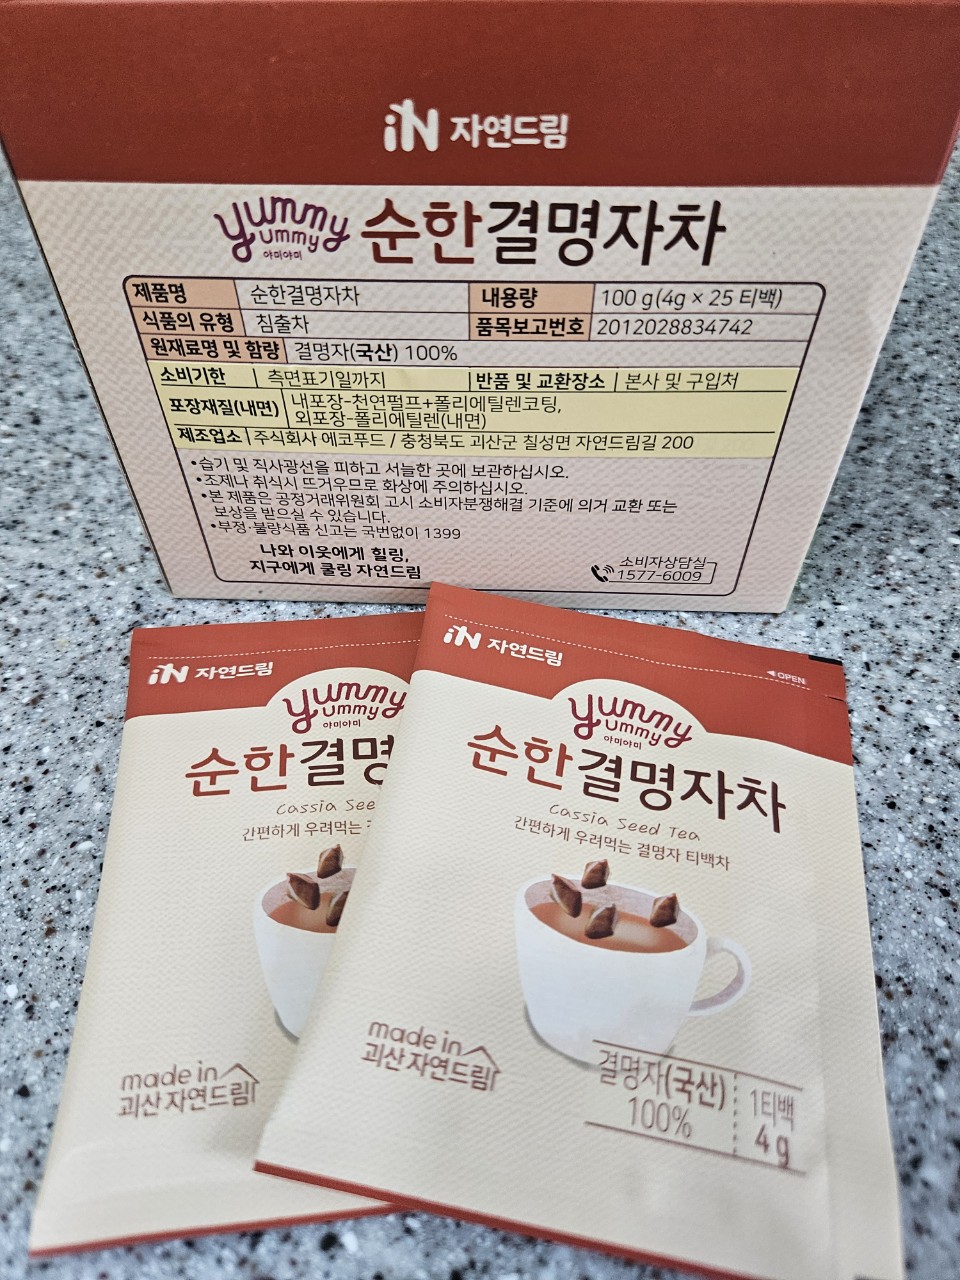 iN 자연드림
yummy ummy 야미야미 순한결명자차
제품명 순한결명자차 내용량 100 g(4g × 25 티백)
식품의 유형 침출차 품목보고번호 2012028834742
원재료명 및 함량 결명자(국산) 100%
소비기한 측면표기일까지 반품 및 교환장소 본사 및 구입처
포장재질(내면) 내포장-천연펄프+폴리에틸렌코팅,
외포장-폴리에틸렌(내면)
제조업소 주식회사 에코푸드 / 충청북도 괴산군 칠성면 자연드림길 200
•습기 및 직사광선을 피하고 서늘한 곳에 보관하십시오.
•조제나 취식시 뜨거우므로 화상에 주의하십시오.
•본 제품은 공정거래위원회 고시 소비자분쟁해결 기준에 의거 교환 또는
보상을 받으실 수 있습니다.
•부정·불량식품 신고는 국번없이 1399
나와 이웃에게 힐링,
지구에게 쿨링 자연드림
소비자상담실
1577-6009
iN 자연드림
yummy
ummy
야미야미
순한결명
Cassia See
간편하게 우려먹는
made in
괴산 자연드림
iN 자연드림
◀OPEN
yummy
ummy
야미야미
순한결명자차
Cassia Seed Tea
간편하게 우려먹는 결명자 티백차
made in
괴산 자연드림
결명자(국산) 1티백
100% 4 g